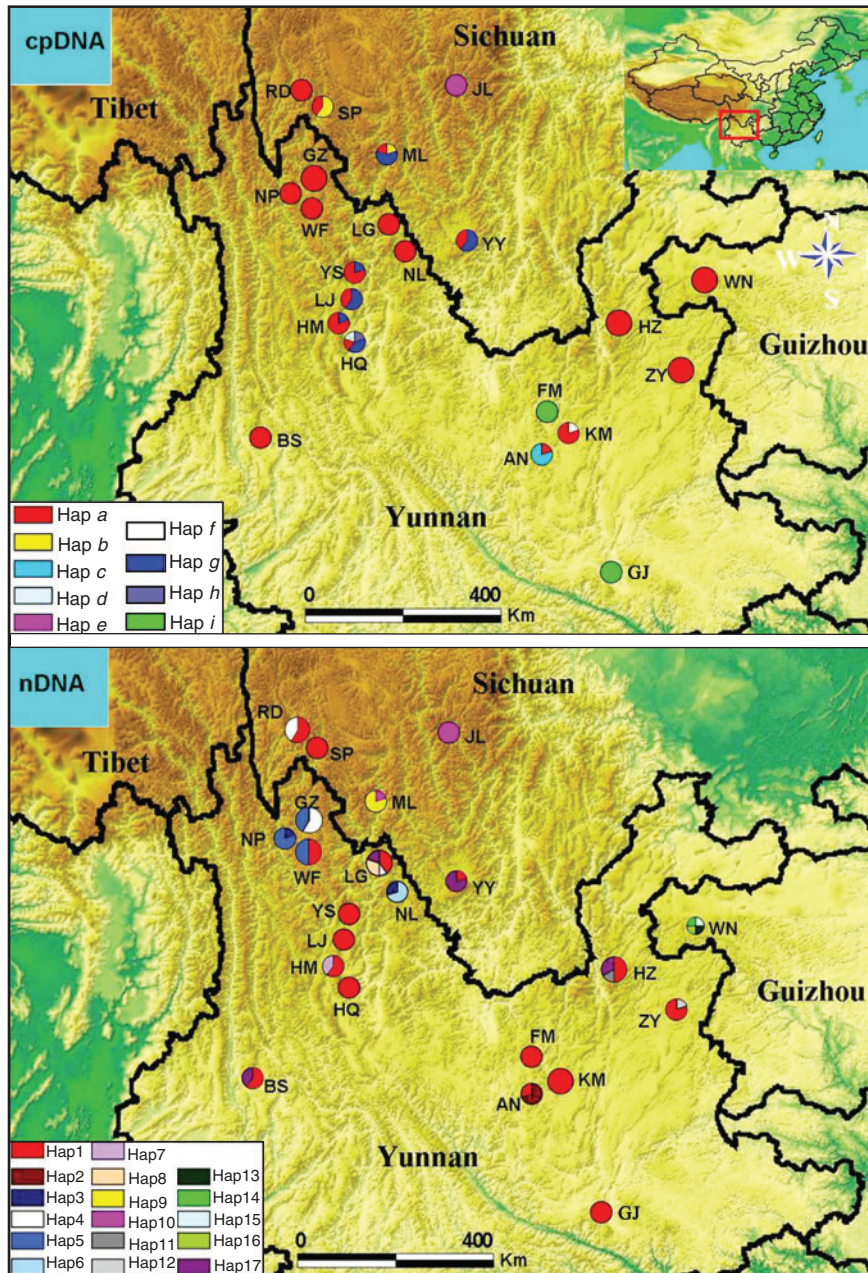 cpDNA
Sichuan
Tibet
RD
SP
JL
GZ
ML
NP
WF
LG
NL
YY
N
W
S
YS
LJ
HM
HQ
WN
HZ
Guizhou
ZY
FM
KM
AN
BS
Yunnan
GJ
Hap a
Hap b
Hap c
Hap d
Hap e
Hap f
Hap g
Hap h
Hap i
0 400
Km
nDNA
Sichuan
Tibet
RD
SP
JL
GZ
ML
NP
WF
LG
NL
YY
YS
LJ
HM
HQ
WN
HZ
Guizhou
ZY
FM
KM
AN
BS
Yunnan
GJ
Hap1
Hap2
Hap3
Hap4
Hap5
Hap6
Hap7
Hap8
Hap9
Hap10
Hap11
Hap12
Hap13
Hap14
Hap15
Hap16
Hap17
0 400
Km